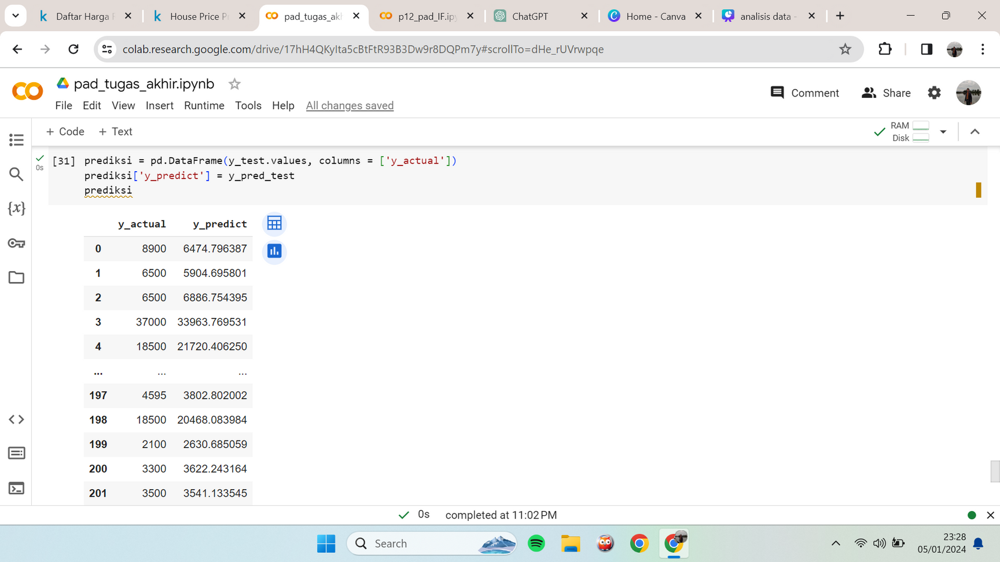 Daftar Harga
House Price Pr
pad_tugas_ak
p12_pad_IF.ipy
ChatGPT
Home - Canva
analisis data -
colab.research.google.com/drive/17hH4QKyIta5cBtFtR93B3Dw9r8DQPm7y#scrollTo=dHe_rUVrwpqe
pad_tugas_akhir.ipynb
Comment
Share
File Edit View Insert Runtime Tools Help All changes saved
+ Code + Text
RAM
Disk
[31] prediksi = pd.DataFrame(y_test.values, columns = ['y_actual'])
0s
prediksi['y_predict'] = y_pred_test
prediksi
{x}
y_actual y_predict
0 8900 6474.796387
1 6500 5904.695801
2 6500 6886.754395
3 37000 33963.769531
4 18500 21720.406250
... ... ...
197 4595 3802.802002
198 18500 20468.083984
199 2100 2630.685059
200 3300 3622.243164
201 3500 3541.133545
0s completed at 11:02 PM
Search
23:28
05/01/2024